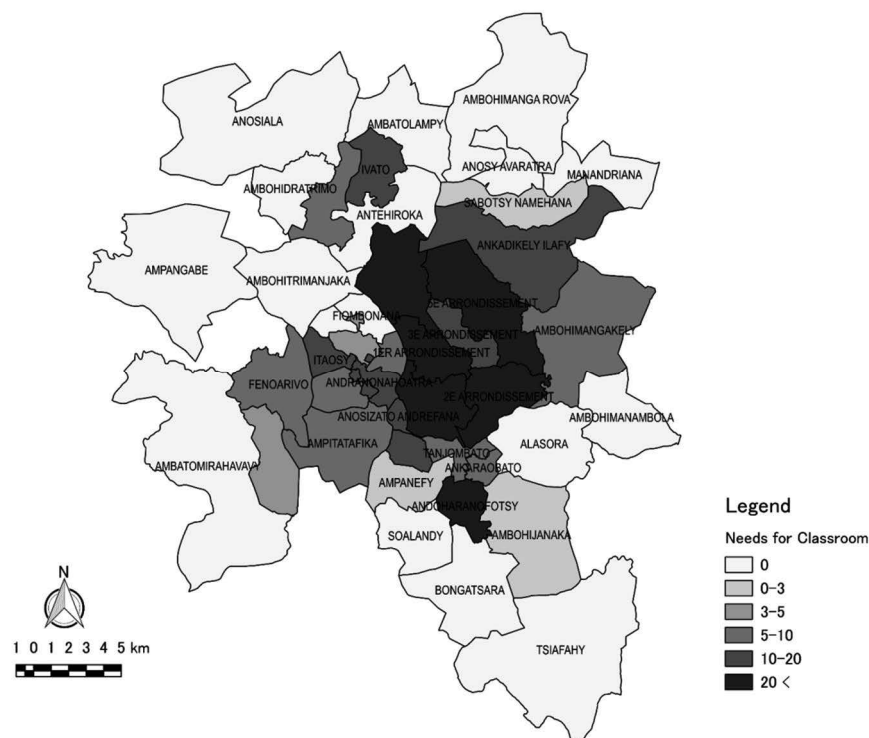 AMBOHIMANGA ROVA
ANOSIALA
AMBATOLAMPY
IVATO
ANOSY AVARATRA
MANANDRIANA
AMBOHIDRATRIMO
SABOTSY NAMEHANA
ANTEHIROKA
ANKADIKELY ILAFY
AMPANGABE
AMBOHITRIMANJAKA
5E ARRONDISSEMENT
FIOMBONANA
3E ARRONDISSEMENT
AMBOHIMANGAKELY
1ER ARRONDISSEMENT
ITAOSY
FENOARIVO
ANDRANONAHOATRA
2E ARRONDISSEMENT
ANOSIZATO ANDREFANA
AMBOHIMANAMBOLA
AMPITATAFIKA
ALASORA
TANJOMBATO
AMBATOMIRAHAVAVY
ANKARAOBATO
AMPANEFY
ANDOHARANOFOTSY
SOALANDY
AMBOHIJANAKA
BONGATSARA
TSIAFAHY
Legend
Needs for Classroom
0
0-3
3-5
5-10
10-20
20 <
N
1 0 1 2 3 4 5 km